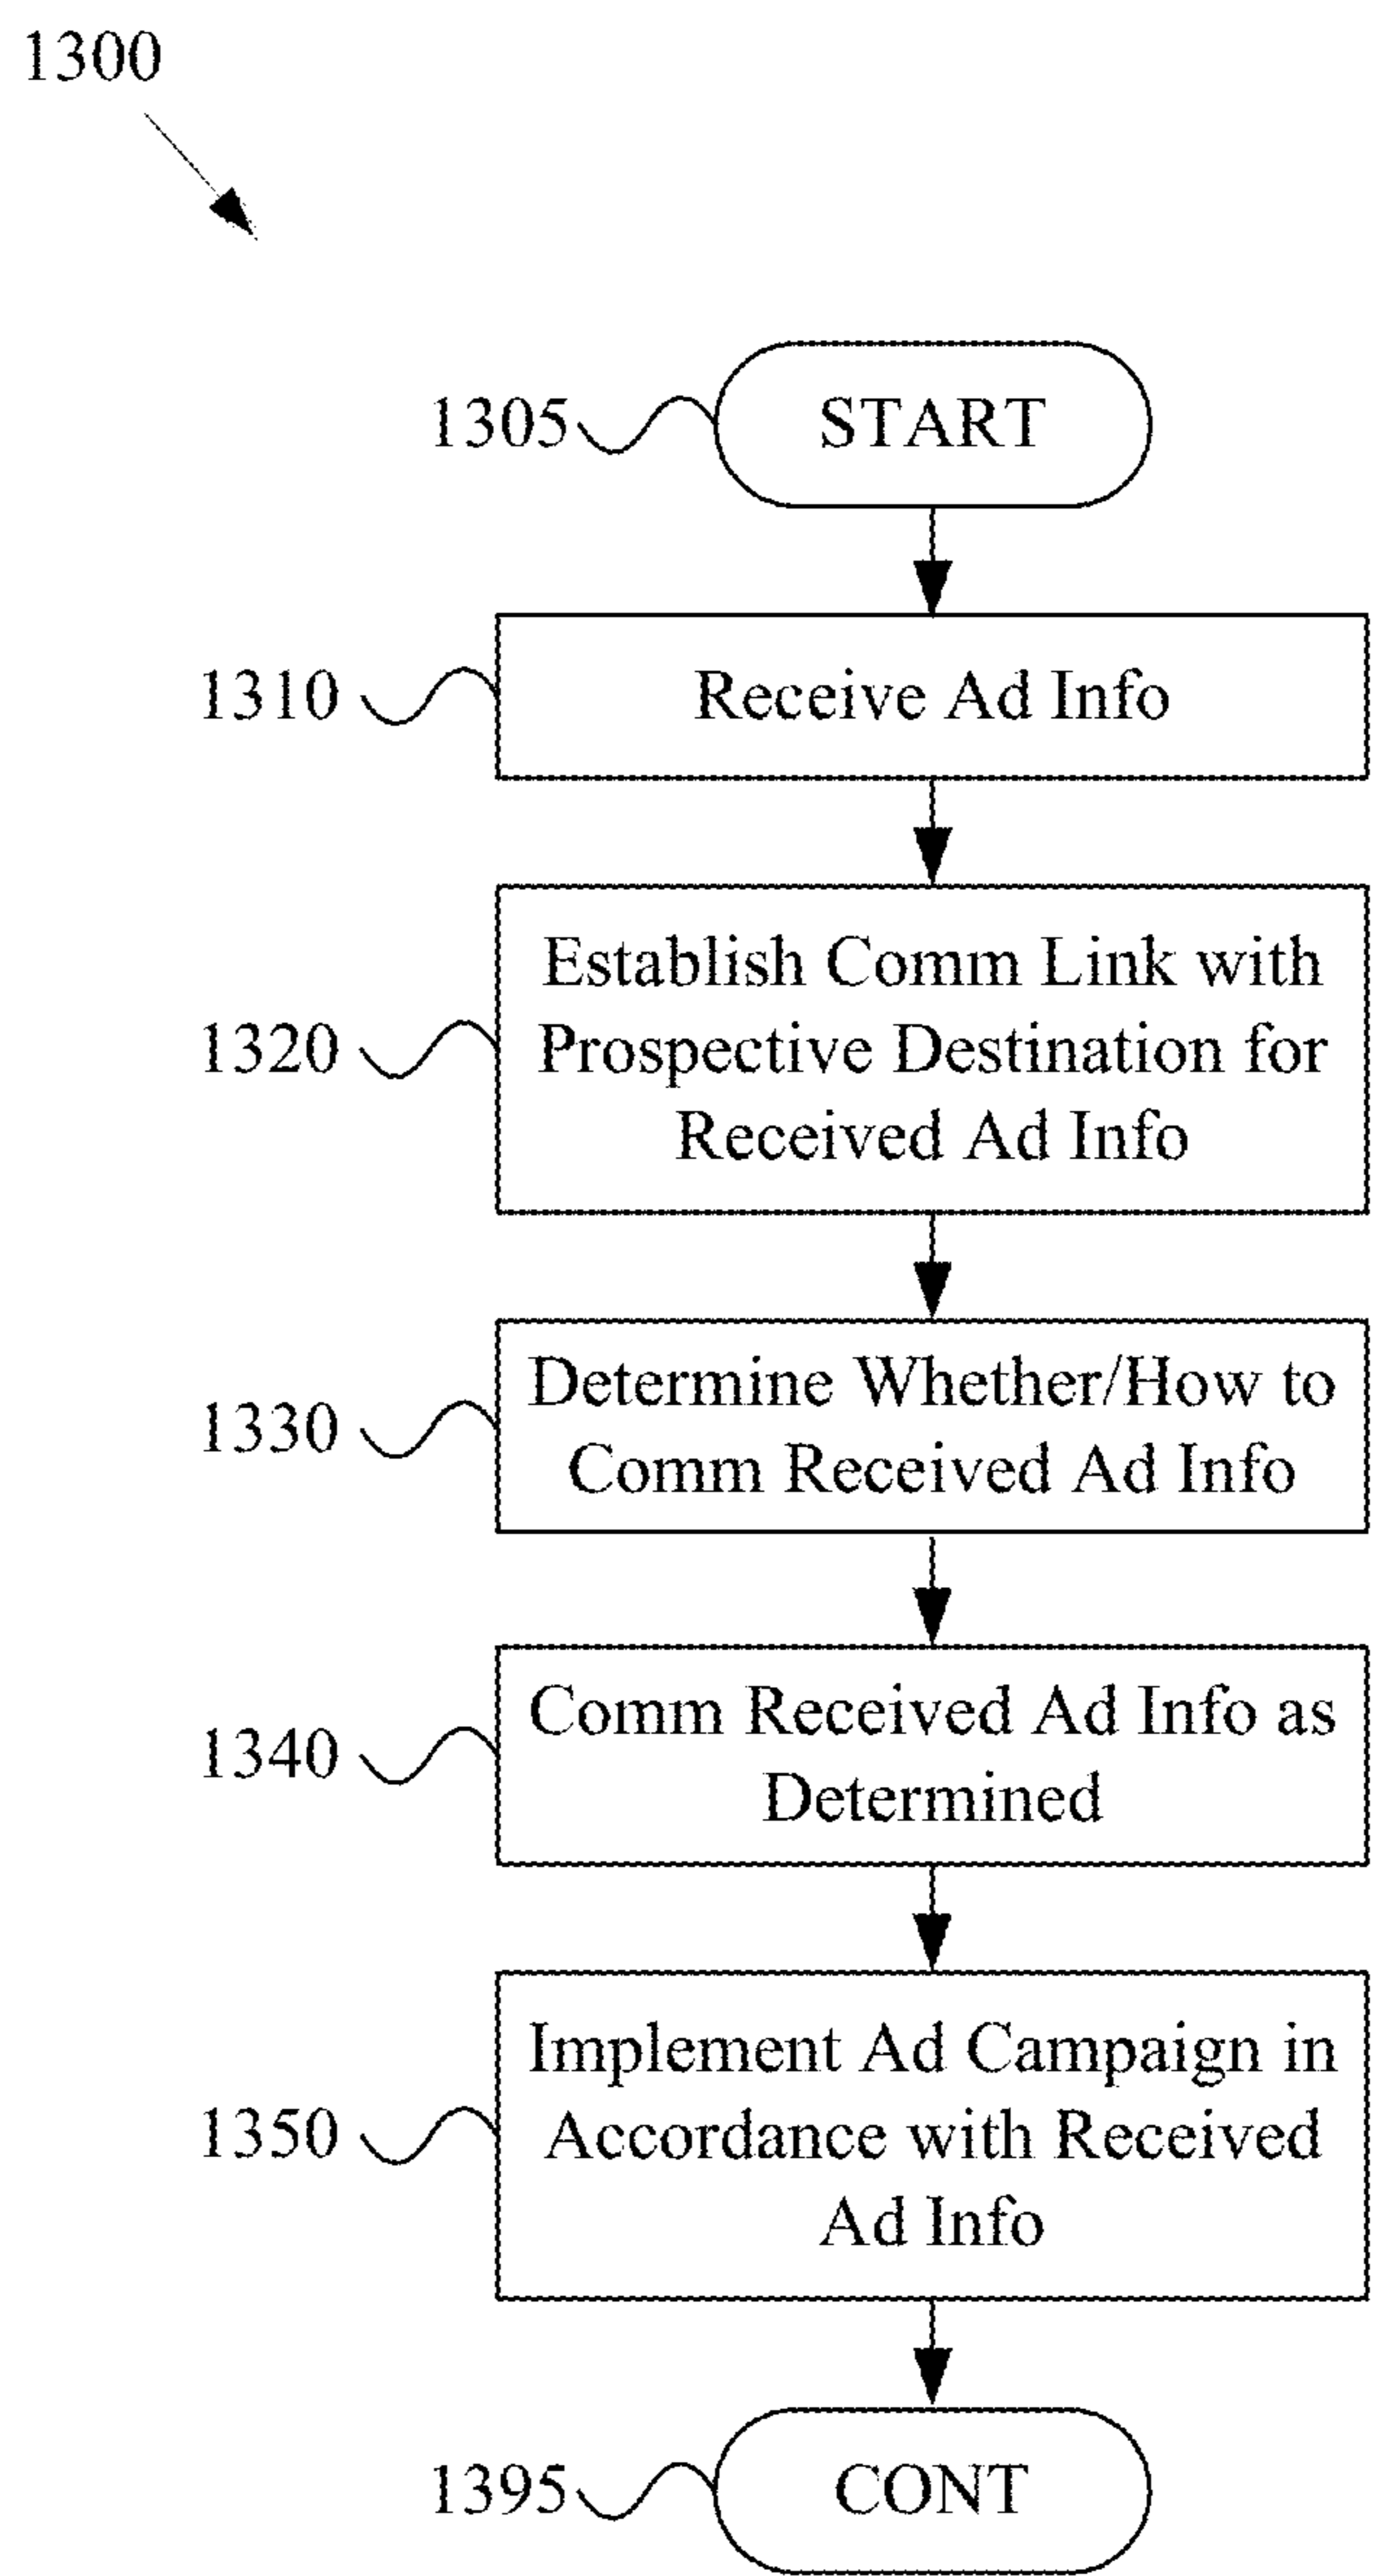 1300
1305
START
1310
Receive Ad Info
1320
Establish Comm Link with
Prospective Destination for
Received Ad Info
1330
Determine Whether/How to
Comm Received Ad Info
1340
Comm Received Ad Info as
Determined
1350
Implement Ad Campaign in
Accordance with Received
Ad Info
1395
CONT